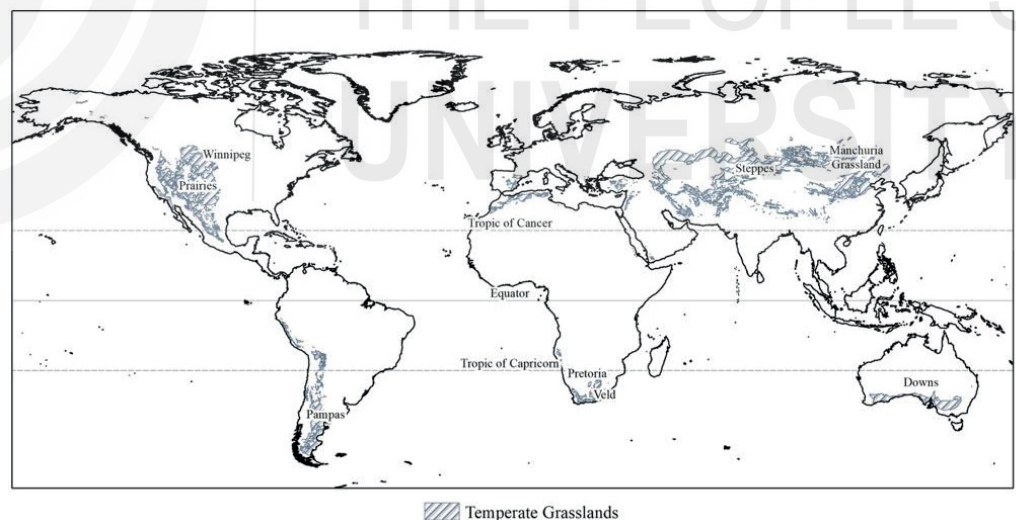 THE PEOPLE'S
UNIVERSITY
Winnipeg
Prairies
Manchuria
Grassland
Steppes
Tropic of Cancer
Equator
Tropic of Capricorn
Pretoria
Veld
Downs
Pampas
Temperate Grasslands